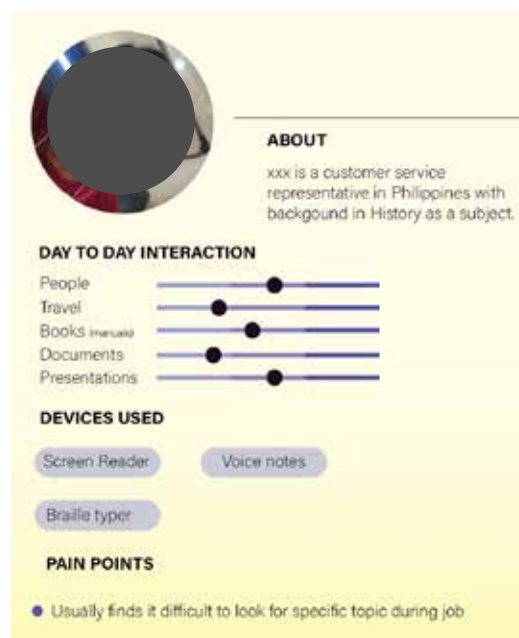 ABOUT
xxx is a customer service
representative in Philippines with
backgound in History as a subject.
DAY TO DAY INTERACTION
People
Travel
Books (manuals)
Documents
Presentations
DEVICES USED
Screen Reader
Voice notes
Braille typer
PAIN POINTS
Usually finds it difficult to look for specific topic during job